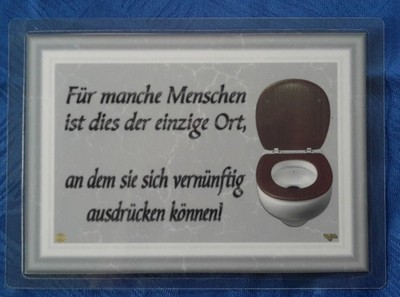 Für manche Menschen
ist dies der einzige Ort,
an dem sie sich vernünftig
ausdrücken können!